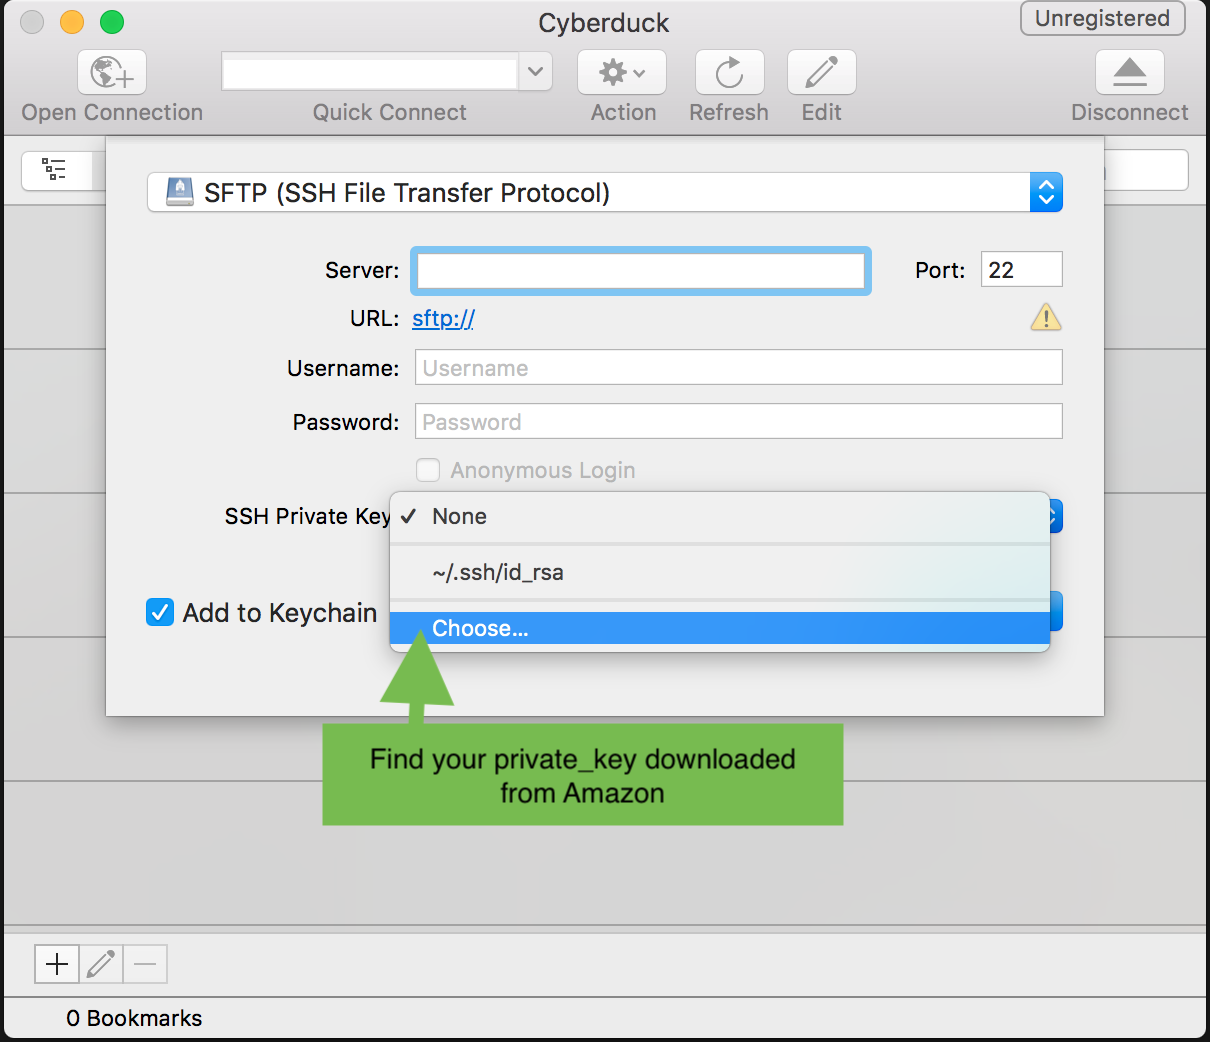 Cyberduck
Unregistered
Open Connection
Quick Connect
Action
Refresh
Edit
Disconnect
SFTP (SSH File Transfer Protocol)
Server:
Port: 22
URL: sftp://
Username: Username
Password: Password
Anonymous Login
SSH Private Key
✓ None
~/.ssh/id_rsa
Add to Keychain
Choose...
Find your private_key downloaded
from Amazon
0 Bookmarks